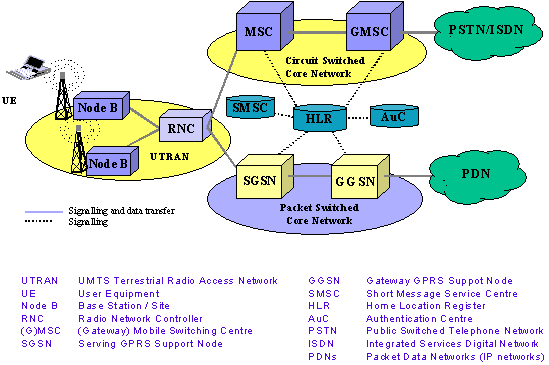 MSC
GMSC
PSTN/ISDN
Circuit Switched
Core Network
UE
Node B
SMSC
HLR
AuC
RNC
Node B
UTRAN
SGSN
GGSN
PDN
Packet Switched
Core Network
Signalling and data transfer
Signalling
UTRAN UMTS Terrestrial Radio Access Network
UE User Equipment
Node B Base Station / Site
RNC Radio Network Controller
(G)MSC (Gateway) Mobile Switching Centre
SGSN Serving GPRS Support Node
GGSN Gateway GPRS Suppot Node
SMSC Short Message Service Centre
HLR Home Location Register
AuC Authentication Centre
PSTN Public Switched Telephone Network
ISDN Integrated Services Digital Network
PDNs Packet Data Networks (IP networks)